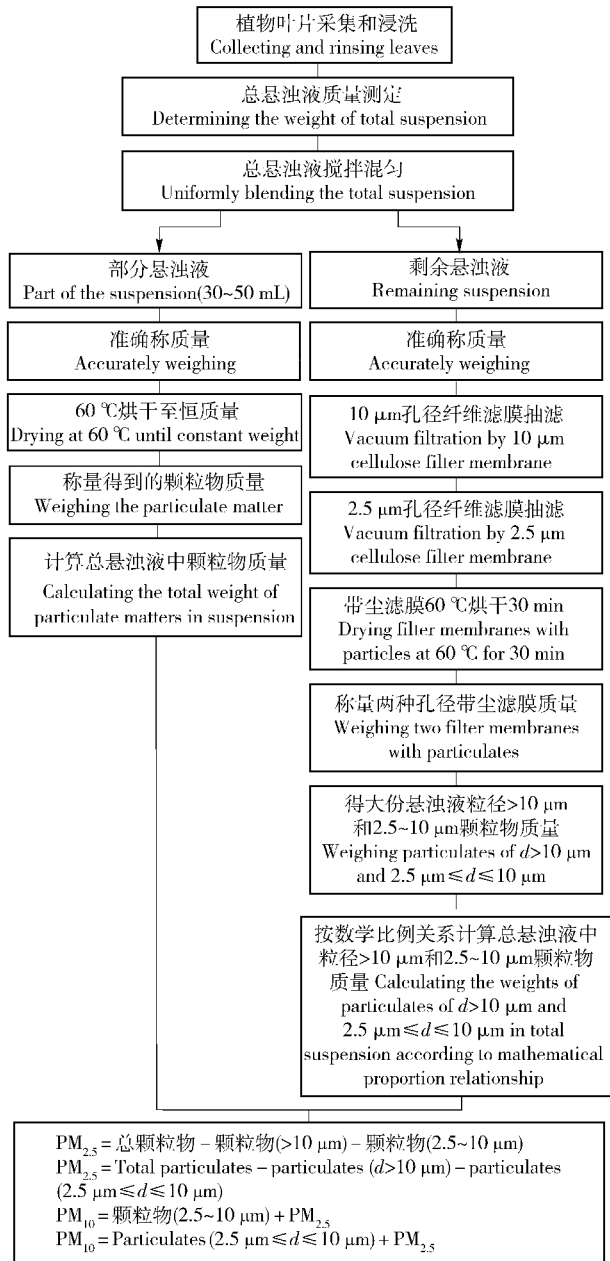 植物叶片采集和浸洗
Collecting and rinsing leaves
总悬浊液质量测定
Determining the weight of total suspension
总悬浊液搅拌混匀
Uniformly blending the total suspension
部分悬浊液
Part of the suspension(30~50 mL)
准确称质量
Accurately weighing
60 ℃烘干至恒质量
Drying at 60 ℃ until constant weight
称量得到的颗粒物质量
Weighing the particulate matter
计算总悬浊液中颗粒物质量
Calculating the total weight of
particulate matters in suspension
剩余悬浊液
Remaining suspension
准确称质量
Accurately weighing
10 μm孔径纤维滤膜抽滤
Vacuum filtration by 10 μm
cellulose filter membrane
2.5 μm孔径纤维滤膜抽滤
Vacuum filtration by 2.5 μm
cellulose filter membrane
带尘滤膜60 ℃烘干30 min
Drying filter membranes with
particles at 60 ℃ for 30 min
称量两种孔径带尘滤膜质量
Weighing two filter membranes
with particulates
得大份悬浊液粒径>10 μm
和2.5~10 μm颗粒物质量
Weighing particulates of d>10 μm
and 2.5 μm≤d≤10 μm
按数学比例关系计算总悬浊液中
粒径>10 μm和2.5~10 μm颗粒物
质量 Calculating the weights of
particulates of d>10 μm and
2.5 μm≤d≤10 μm in total
suspension according to mathematical
proportion relationship
PM2.5=总颗粒物－颗粒物(>10 μm)－颗粒物(2.5~10 μm)
PM2.5=Total particulates－particulates (d>10 μm)－particulates
(2.5 μm≤d≤10 μm)
PM10=颗粒物(2.5~10 μm)+PM2.5
PM10=Particulates (2.5 μm≤d≤10 μm)+PM2.5